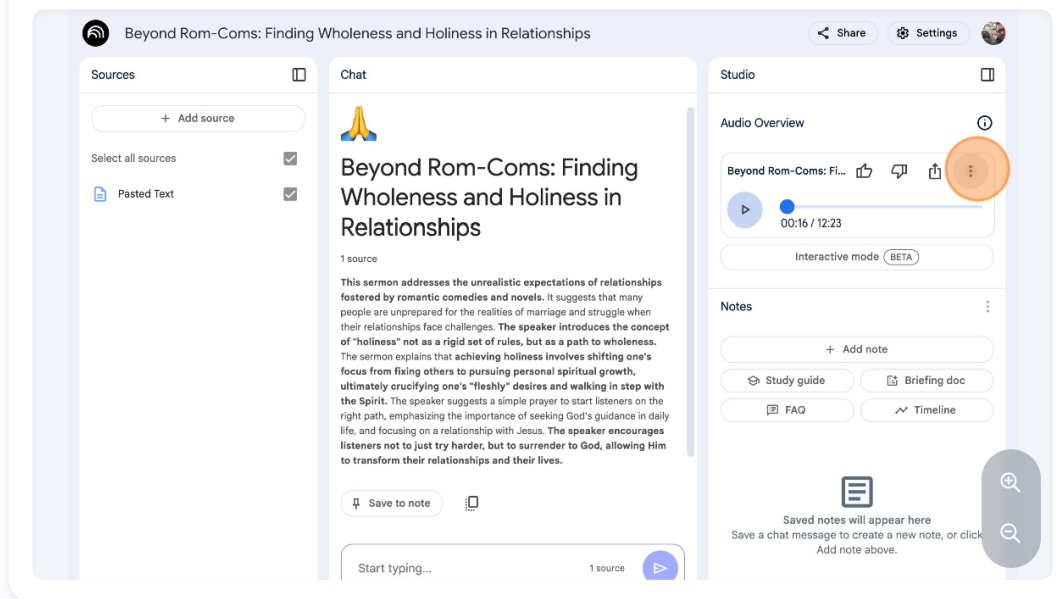 Beyond Rom-Coms: Finding Wholeness and Holiness in Relationships
Share
Settings
Sources
+ Add source
Select all sources
Pasted Text
Chat
Beyond Rom-Coms: Finding
Wholeness and Holiness in
Relationships
1 source
This sermon addresses the unrealistic expectations of relationships
fostered by romantic comedies and novels. It suggests that many
people are unprepared for the realities of marriage and struggle when
their relationships face challenges. The speaker introduces the concept
of "holiness" not as a rigid set of rules, but as a path to wholeness.
The sermon explains that achieving holiness involves shifting one's
focus from fixing others to pursuing personal spiritual growth,
ultimately crucifying one's "fleshly" desires and walking in step with
the Spirit. The speaker suggests a simple prayer to start listeners on the
right path, emphasizing the importance of seeking God's guidance in daily
life, and focusing on a relationship with Jesus. The speaker encourages
listeners not to just try harder, but to surrender to God, allowing Him
to transform their relationships and their lives.
Save to note
Start typing...
1 source
Studio
Audio Overview
Beyond Rom-Coms: Fi...
00:16 / 12:23
Interactive mode BETA
Notes
+ Add note
Study guide
Briefing doc
FAQ
Timeline
Saved notes will appear here
Save a chat message to create a new note, or click
Add note above.